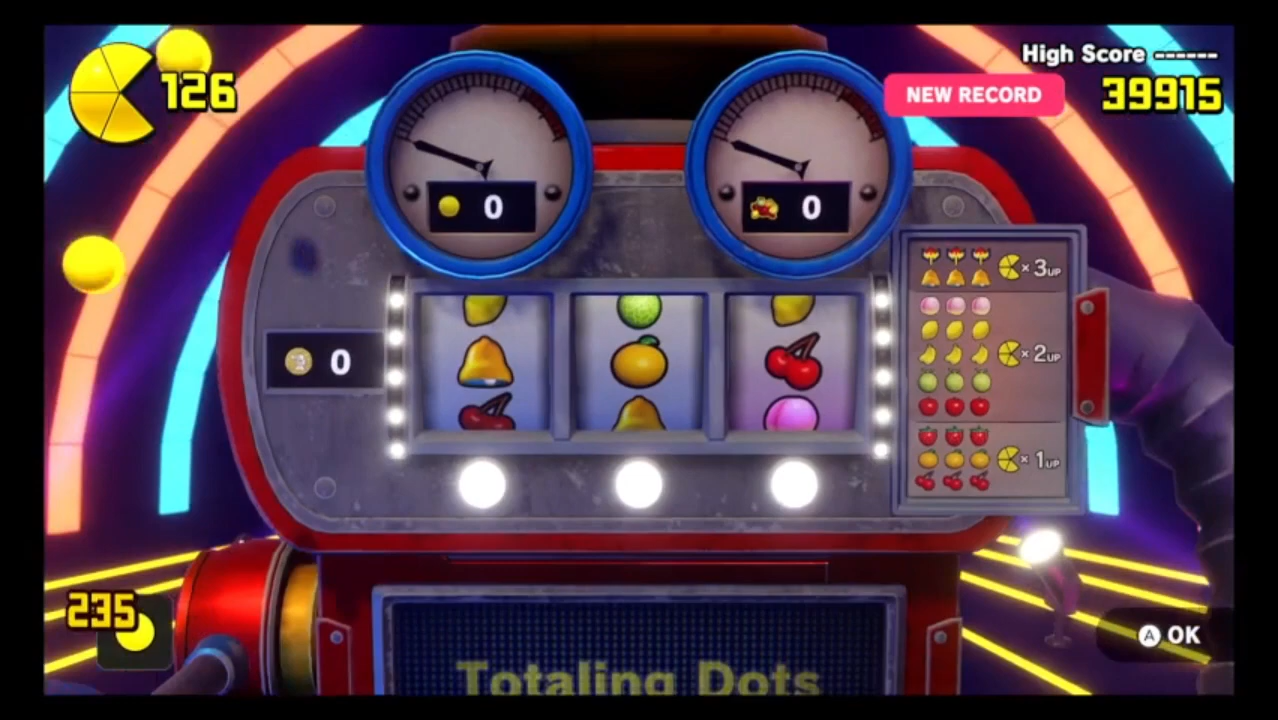 126
High Score ------
NEW RECORD
39915
0
0
0
× 3UP
× 2UP
× 1UP
235
A OK
Totaling Dots